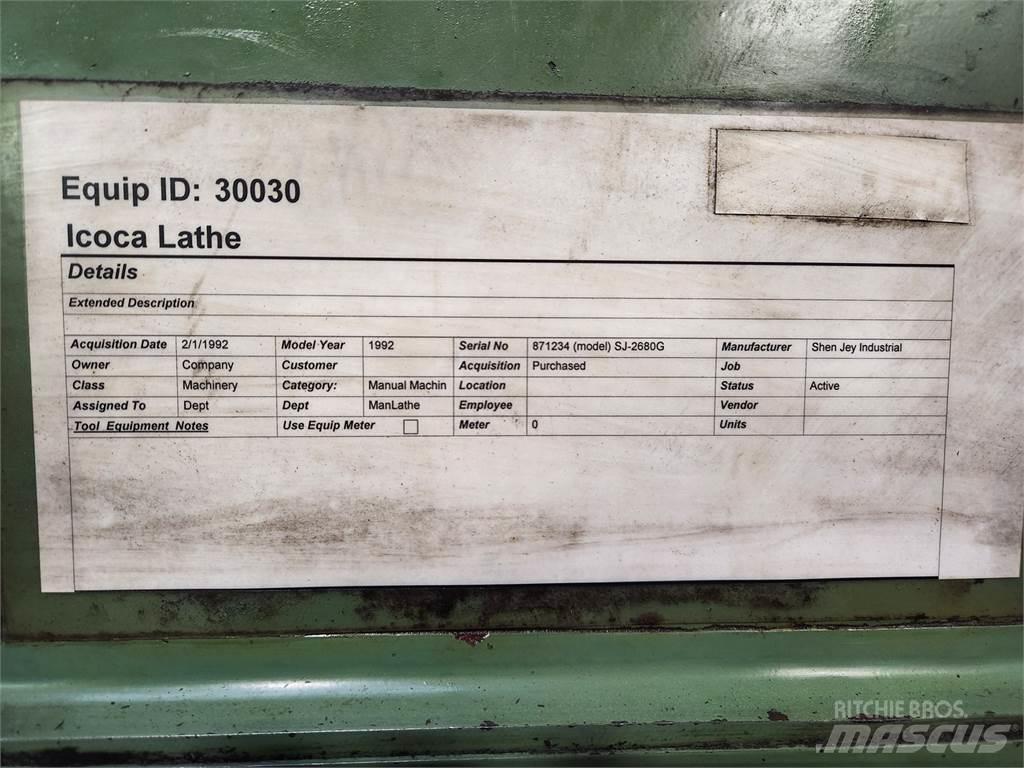 Equip ID: 30030
Icoca Lathe
Details
Extended Description
Acquisition Date 2/1/1992 Model Year 1992 Serial No 871234 (model) SJ-2680G Manufacturer Shen Jey Industrial
Owner Company Customer Acquisition Purchased Job
Class Machinery Category: Manual Machin Location Status Active
Assigned To Dept Dept ManLathe Employee Vendor
Tool Equipment Notes Use Equip Meter Meter 0 Units
RITCHIE BROS.
MASCUS